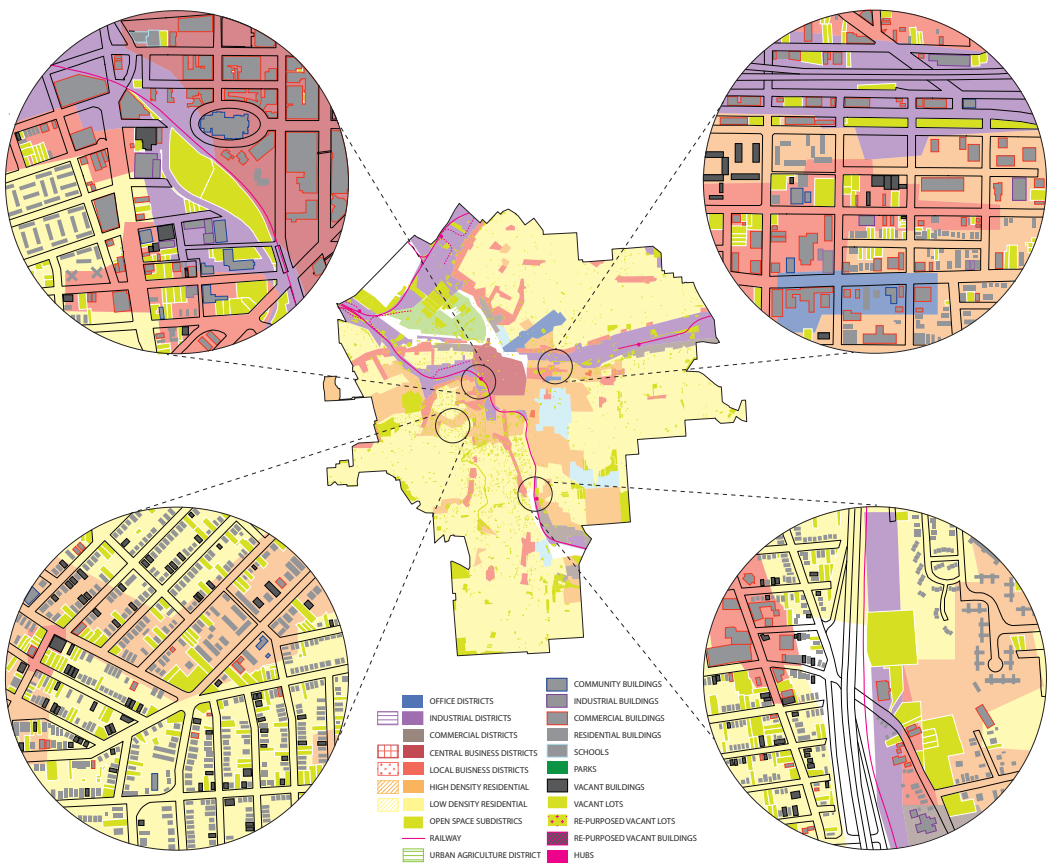 OFFICE DISTRICTS
INDUSTRIAL DISTRICTS
COMMERCIAL DISTRICTS
CENTRAL BUSINESS DISTRICTS
LOCAL BUSINESS DISTRICTS
HIGH DENSITY RESIDENTIAL
LOW DENSITY RESIDENTIAL
OPEN SPACE SUBDISTRICTS
RAILWAY
URBAN AGRICULTURE DISTRICT
COMMUNITY BUILDINGS
INDUSTRIAL BUILDINGS
COMMERCIAL BUILDINGS
RESIDENTIAL BUILDINGS
SCHOOLS
PARKS
VACANT BUILDINGS
VACANT LOTS
RE-PURPOSED VACANT LOTS
RE-PURPOSED VACANT BUILDINGS
HUBS